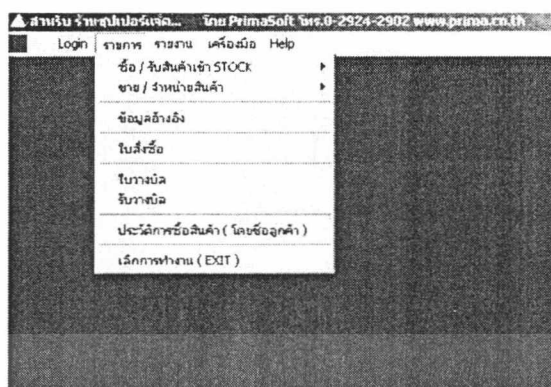 สำหรับ ร้านซุปเปอร์แจ๋ด... โดย PrimaSoft โทร.0-2924-2902 www.prima.co.th
Login รายการ รายงาน เครื่องมือ Help
ซื้อ / รับสินค้าเข้า STOCK
ขาย / จำหน่ายสินค้า
ข้อมูลอ้างอิง
ใบสั่งซื้อ
ใบวางบิล
รับวางบิล
ประวัติการซื้อสินค้า ( โดยชื่อลูกค้า )
เลิกการทำงาน ( EXIT )